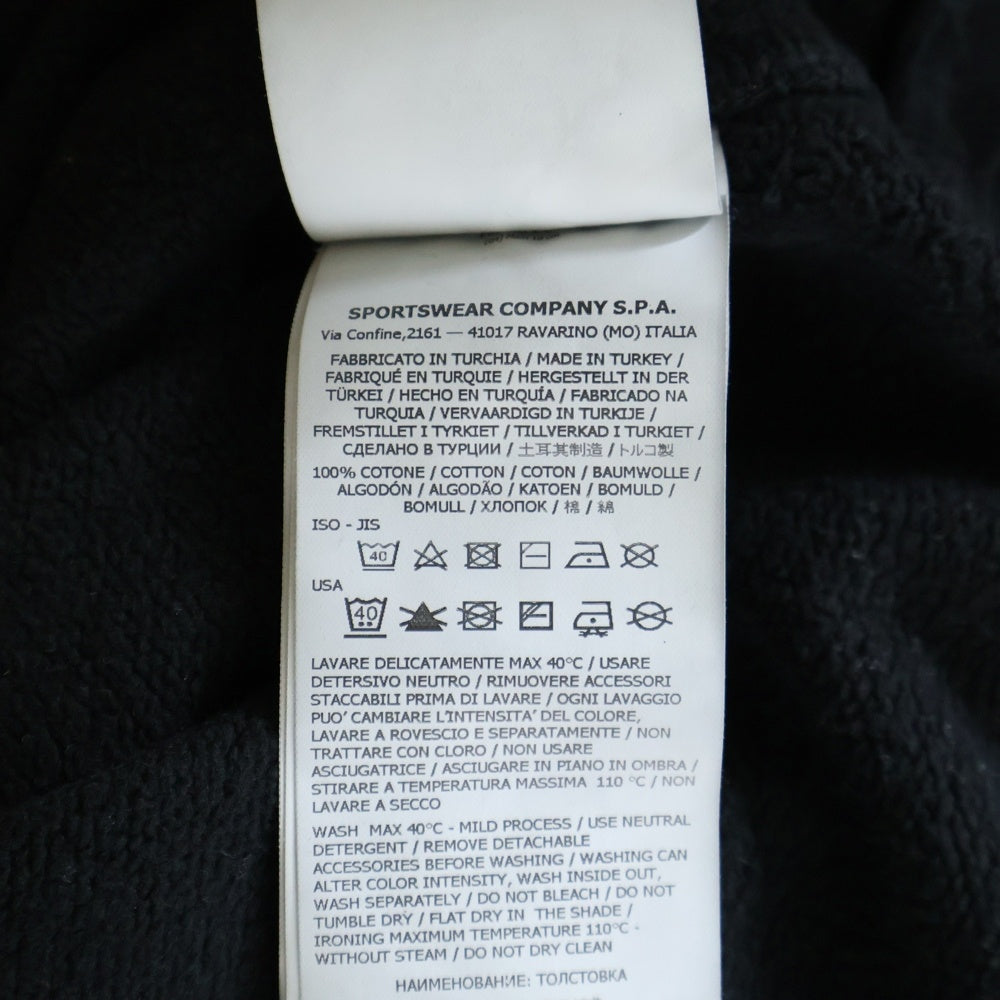 SPORTSWEAR COMPANY S.P.A.
Via Confine,2161 — 41017 RAVARINO (MO) ITALIA
FABBRICATO IN TURCHIA / MADE IN TURKEY /
FABRIQUÉ EN TURQUIE / HERGESTELLT IN DER
TÜRKEI / HECHO EN TURQUÍA / FABRICADO NA
TURQUIA / VERVAARDIGD IN TURKIJE /
FREMSTILLET I TYRKIET / TILLVERKAD I TURKIET /
СДЕЛАНО В ТУРЦИИ / 土耳其制造 / トルコ製
100% COTONE / COTTON / COTON / BAUMWOLLE /
ALGODÓN / ALGODÃO / KATOEN / BOMULD /
BOMULL / ХЛОПОК / 棉 / 綿
ISO - JIS
40
USA
40
LAVARE DELICATAMENTE MAX 40°C / USARE
DETERSIVO NEUTRO / RIMUOVERE ACCESSORI
STACCABILI PRIMA DI LAVARE / OGNI LAVAGGIO
PUO' CAMBIARE L'INTENSITA' DEL COLORE,
LAVARE A ROVESCIO E SEPARATAMENTE / NON
TRATTARE CON CLORO / NON USARE
ASCIUGATRICE / ASCIUGARE IN PIANO IN OMBRA /
STIRARE A TEMPERATURA MASSIMA 110 °C / NON
LAVARE A SECCO
WASH MAX 40°C - MILD PROCESS / USE NEUTRAL
DETERGENT / REMOVE DETACHABLE
ACCESSORIES BEFORE WASHING / WASHING CAN
ALTER COLOR INTENSITY, WASH INSIDE OUT,
WASH SEPARATELY / DO NOT BLEACH / DO NOT
TUMBLE DRY / FLAT DRY IN THE SHADE /
IRONING MAXIMUM TEMPERATURE 110°C -
WITHOUT STEAM / DO NOT DRY CLEAN
НАИМЕНОВАНИЕ: ТОЛСТОВКА